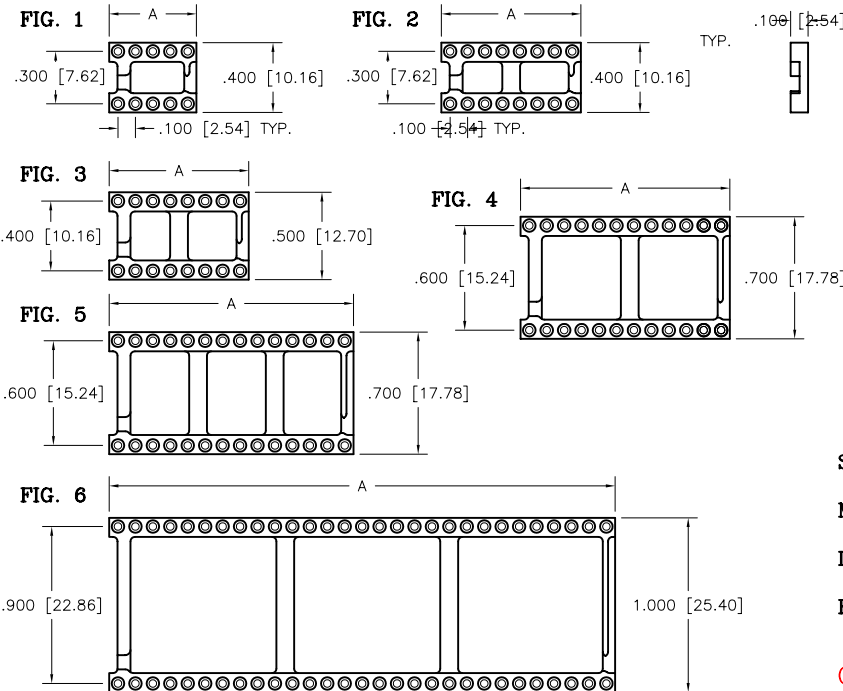 FIG. 1
A
.300 [7.62]
.400 [10.16]
.100 [2.54] TYP.
FIG. 2
A
.300 [7.62]
.400 [10.16]
.100 [2.54] TYP.
.100 [2.54]
TYP.
FIG. 3
A
.400 [10.16]
.500 [12.70]
FIG. 4
A
.600 [15.24]
.700 [17.78]
FIG. 5
A
.600 [15.24]
.700 [17.78]
FIG. 6
A
.900 [22.86]
1.000 [25.40]